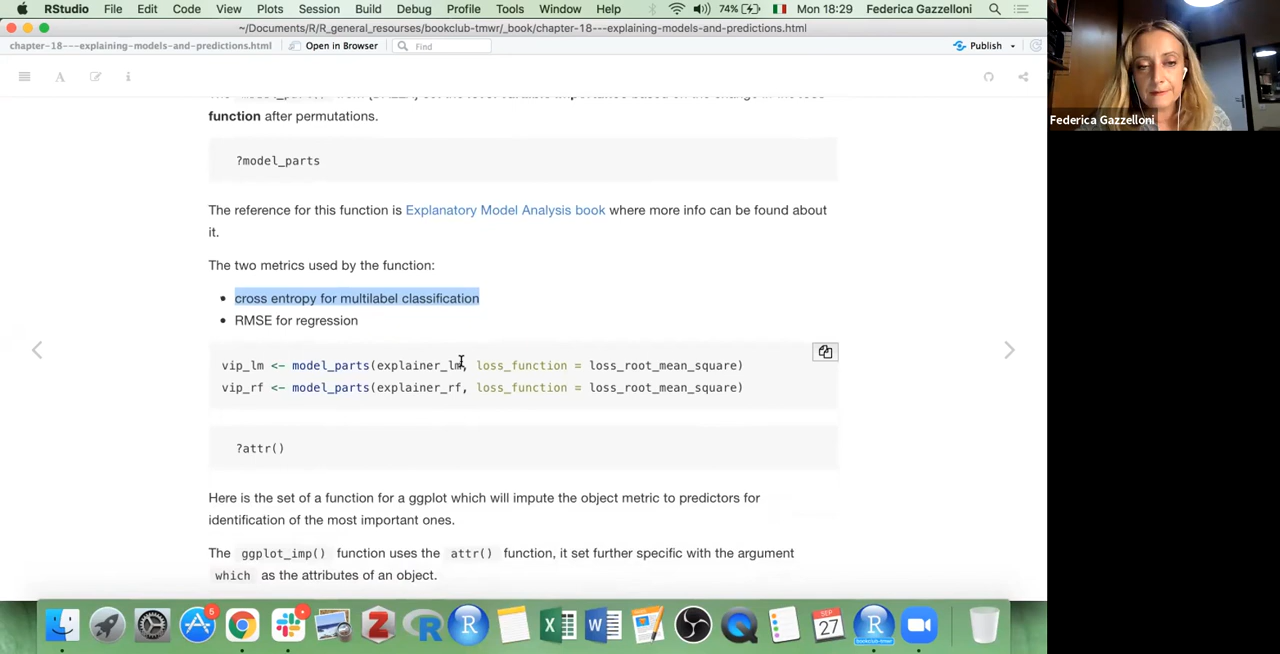 RStudio File Edit Code View Plots Session Build Debug Profile Tools Window Help 74% Mon 18:29 Federica Gazzelloni
~/Documents/R/R_general_resourses/bookclub-tmwr/_book/chapter-18---explaining-models-and-predictions.html
chapter-18---explaining-models-and-predictions.html Open in Browser Find Publish
A i
Federica Gazzelloni
function after permutations.
?model_parts
The reference for this function is Explanatory Model Analysis book where more info can be found about
it.
The two metrics used by the function:
• cross entropy for multilabel classification
• RMSE for regression
vip_lm <- model_parts(explainer_lm, loss_function = loss_root_mean_square)
vip_rf <- model_parts(explainer_rf, loss_function = loss_root_mean_square)
?attr()
Here is the set of a function for a ggplot which will impute the object metric to predictors for
identification of the most important ones.
The ggplot_imp() function uses the attr() function, it set further specific with the argument
which as the attributes of an object.
5
Z R R X W SEP 27 R
bookclub-tmwr